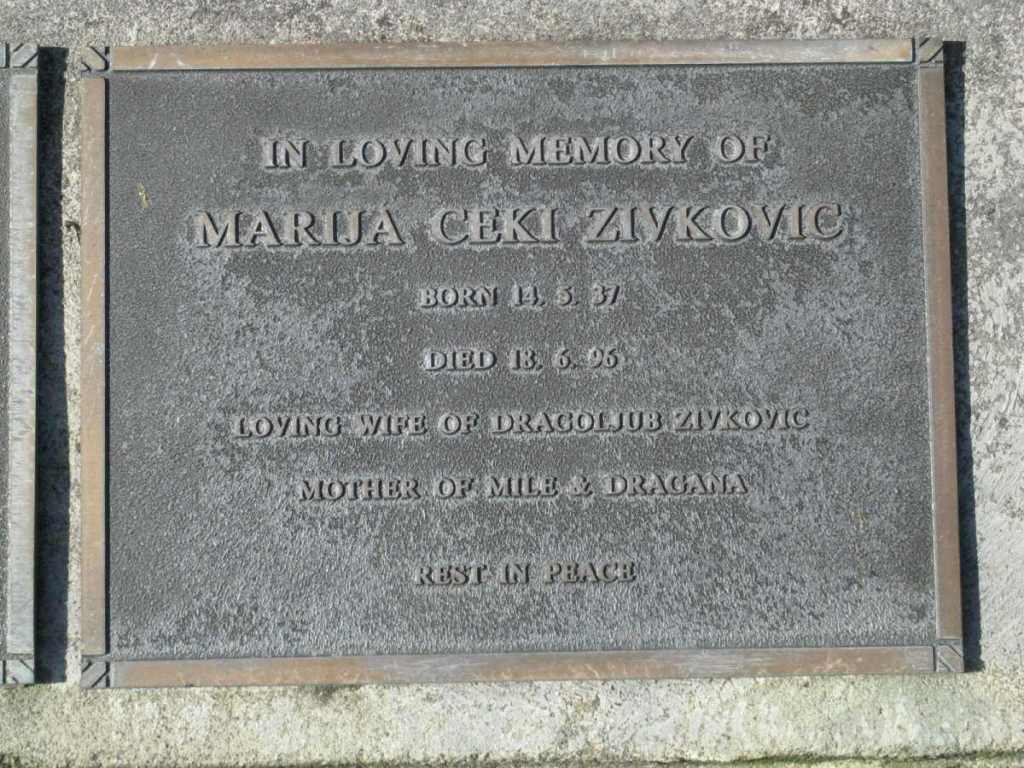 IN LOVING MEMORY OF
MARIJA CEKI ZIVKOVIC
BORN 14. 5. 37
DIED 13. 6. 96
LOVING WIFE OF DRAGOLJUB ZIVKOVIC
MOTHER OF MILE & DRAGANA
REST IN PEACE